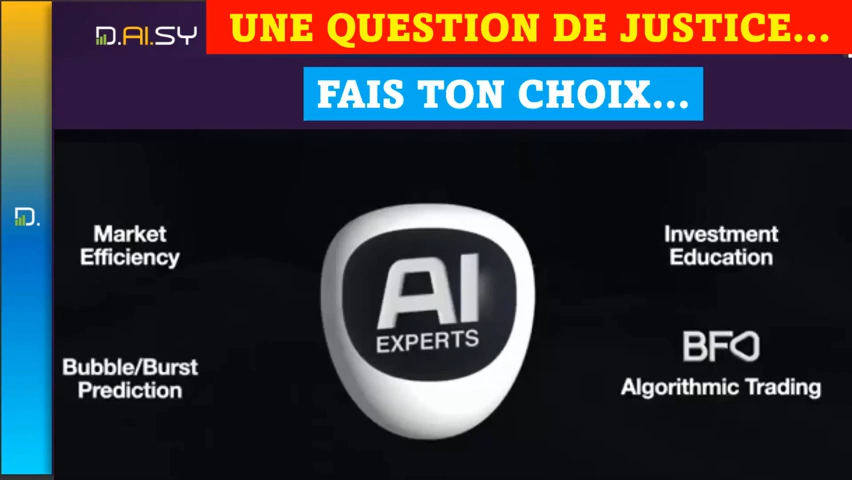 D.AI.SY
UNE QUESTION DE JUSTICE...
FAIS TON CHOIX...
D.
Market
Efficiency
Investment
Education
AI
EXPERTS
Bubble/Burst
Prediction
BFO
Algorithmic Trading